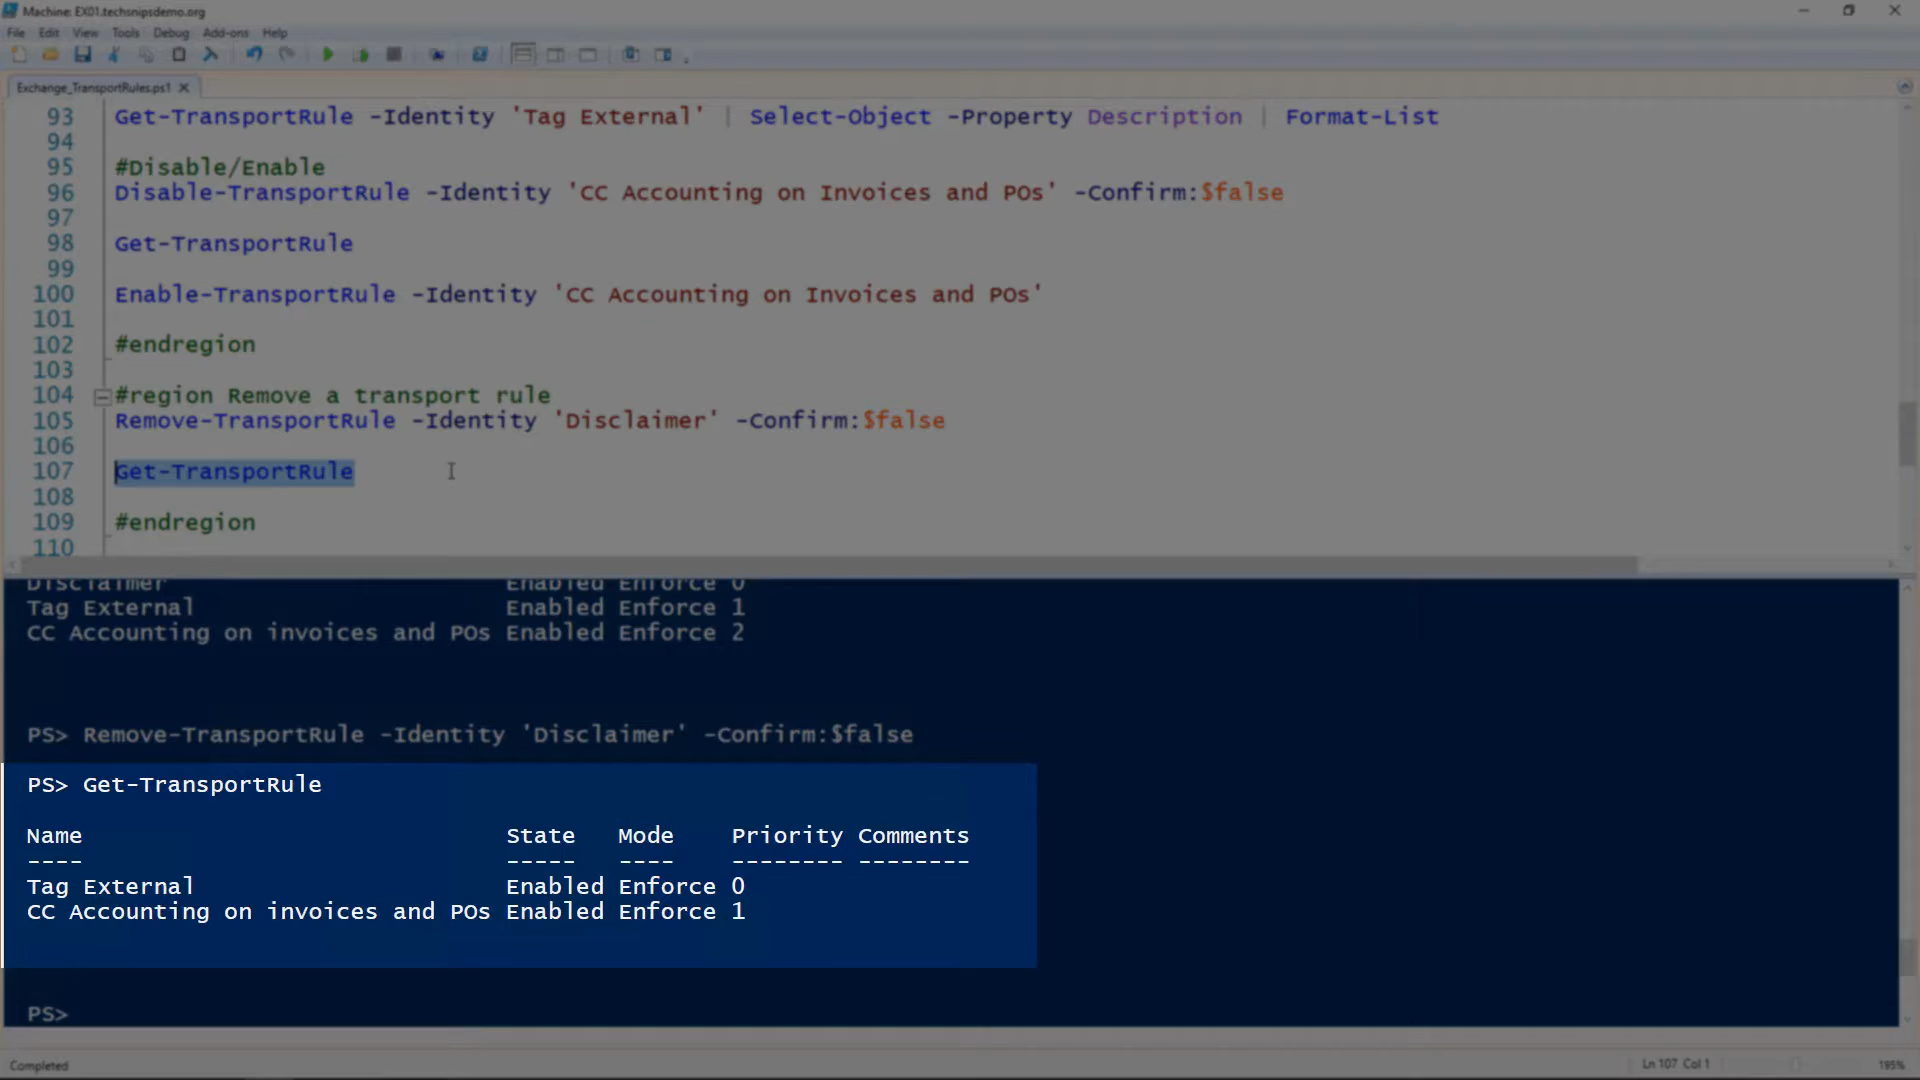 Machine: EX01.techsnipsdemo.org
File Edit View Tools Debug Add-ons Help
Exchange_TransportRules.ps1 X
93 Get-TransportRule -Identity 'Tag External' | Select-Object -Property Description | Format-List
94
95 #Disable/Enable
96 Disable-TransportRule -Identity 'CC Accounting on Invoices and POs' -Confirm:$false
97
98 Get-TransportRule
99
100 Enable-TransportRule -Identity 'CC Accounting on Invoices and POs'
101
102 #endregion
103
104 #region Remove a transport rule
105 Remove-TransportRule -Identity 'Disclaimer' -Confirm:$false
106
107 Get-TransportRule
108
109 #endregion
110
Disclaimer Enabled Enforce 0
Tag External Enabled Enforce 1
CC Accounting on invoices and POs Enabled Enforce 2
PS> Remove-TransportRule -Identity 'Disclaimer' -Confirm:$false
PS> Get-TransportRule
Name State Mode Priority Comments
---- ----- ---- -------- --------
Tag External Enabled Enforce 0
CC Accounting on invoices and POs Enabled Enforce 1
PS>
Completed Ln 107 Col 1 195%